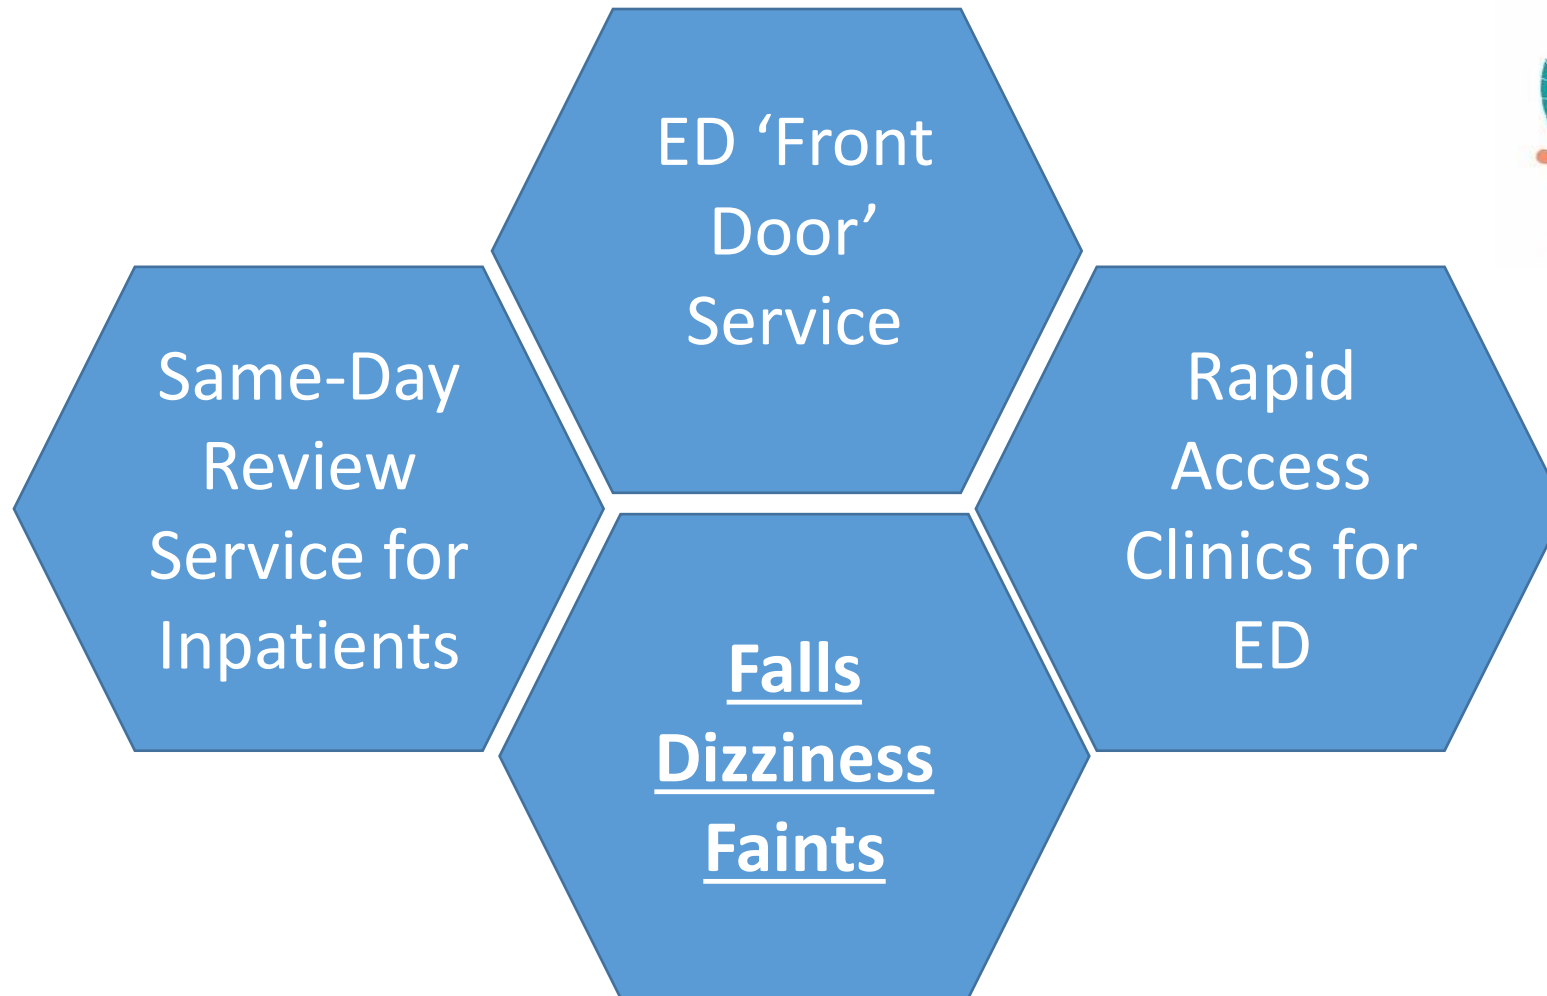 ED ‘Front
Door’
Service
Same-Day
Review
Service for
Inpatients
Rapid
Access
Clinics for
ED
Falls
Dizziness
Faints